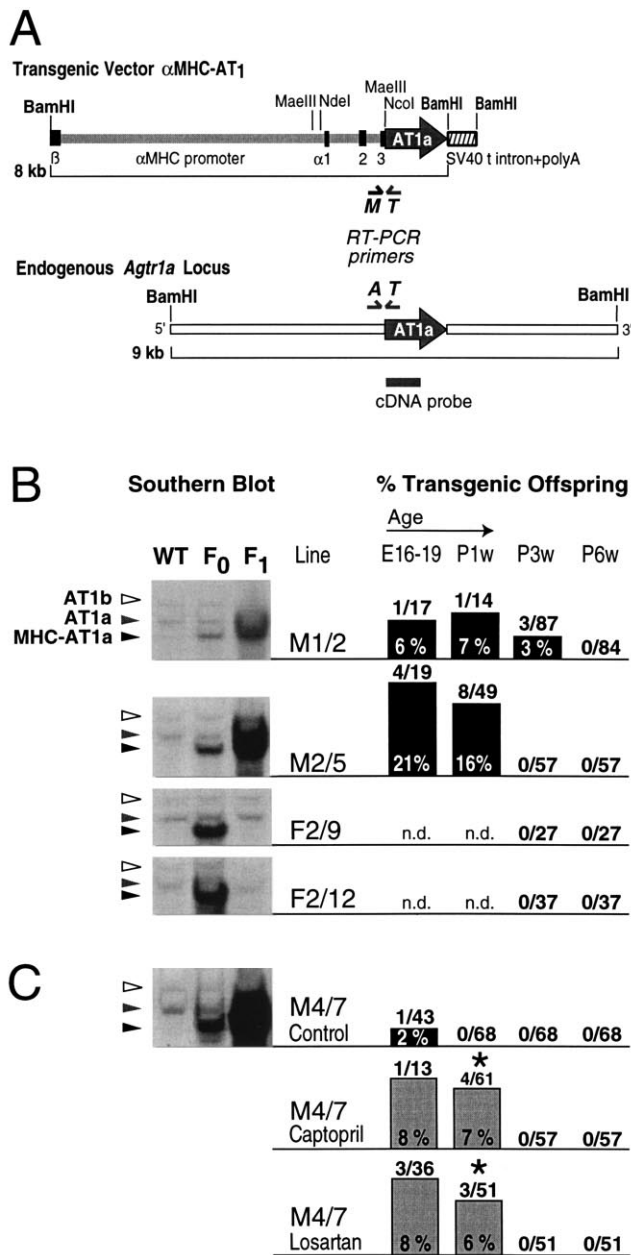 A
Transgenic Vector αMHC-AT1
MaeIII
BamHI MaeIII NdeI NcoI BamHI BamHI
AT1a
β αMHC promoter α1 2 3 SV40 t intron+polyA
8 kb
M T
RT-PCR
primers
Endogenous Agtr1a Locus
A T
BamHI BamHI
5' AT1a 3'
9 kb
cDNA probe
B
Southern Blot % Transgenic Offspring
Age
WT F0 F1 Line E16-19 P1w P3w P6w
AT1b
AT1a
MHC-AT1a
1/17 1/14 3/87
M1/2 6 % 7 % 3 % 0/84
4/19 8/49
M2/5 21% 16% 0/57 0/57
F2/9 n.d. n.d. 0/27 0/27
F2/12 n.d. n.d. 0/37 0/37
C
M4/7 1/43
Control 2 % 0/68 0/68 0/68
1/13 * 4/61
M4/7
Captopril 8 % 7 % 0/57 0/57
3/36 * 3/51
M4/7
Losartan 8 % 6 % 0/51 0/51